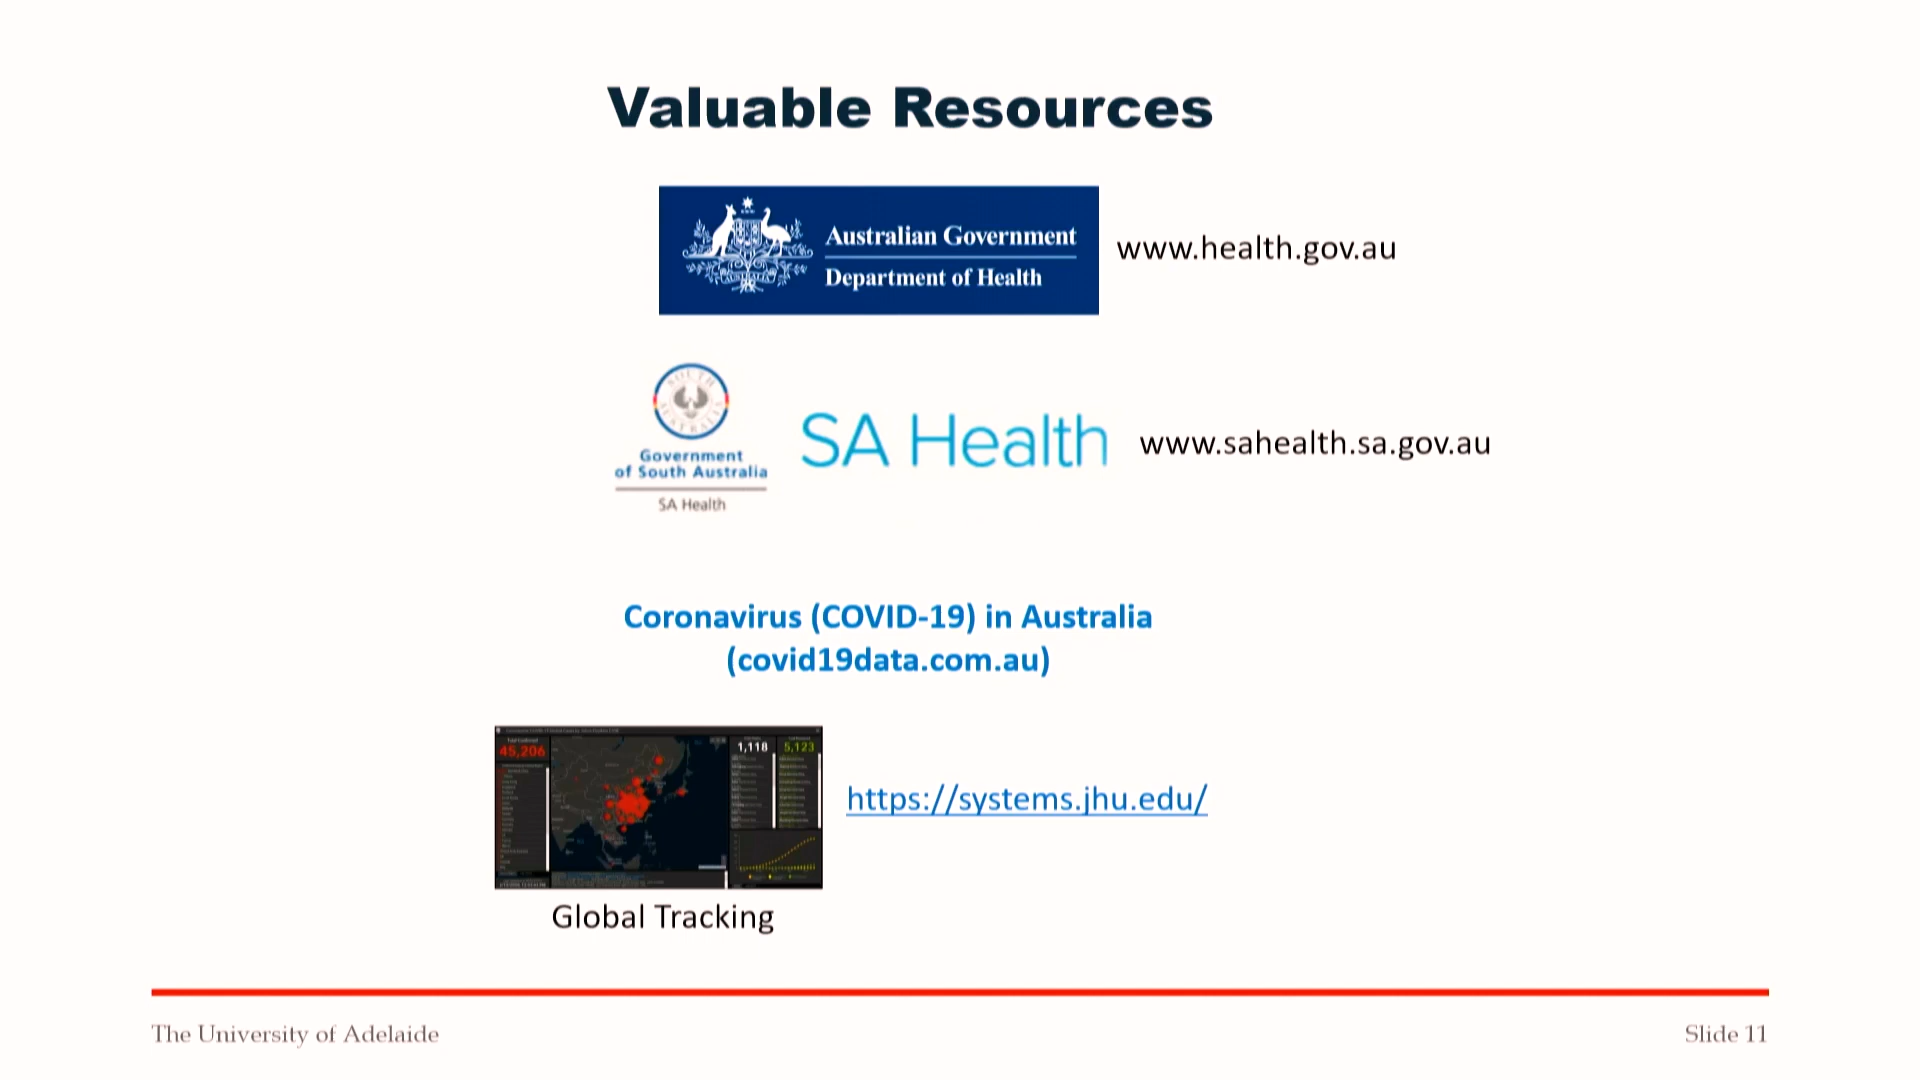 Valuable Resources
Australian Government
Department of Health
www.health.gov.au
SOUTH
AUSTRALIA
Government
of South Australia
SA Health
SA Health
www.sahealth.sa.gov.au
Coronavirus (COVID-19) in Australia
(covid19data.com.au)
45,206
1,118
5,123
https://systems.jhu.edu/
Global Tracking
The University of Adelaide
Slide 11